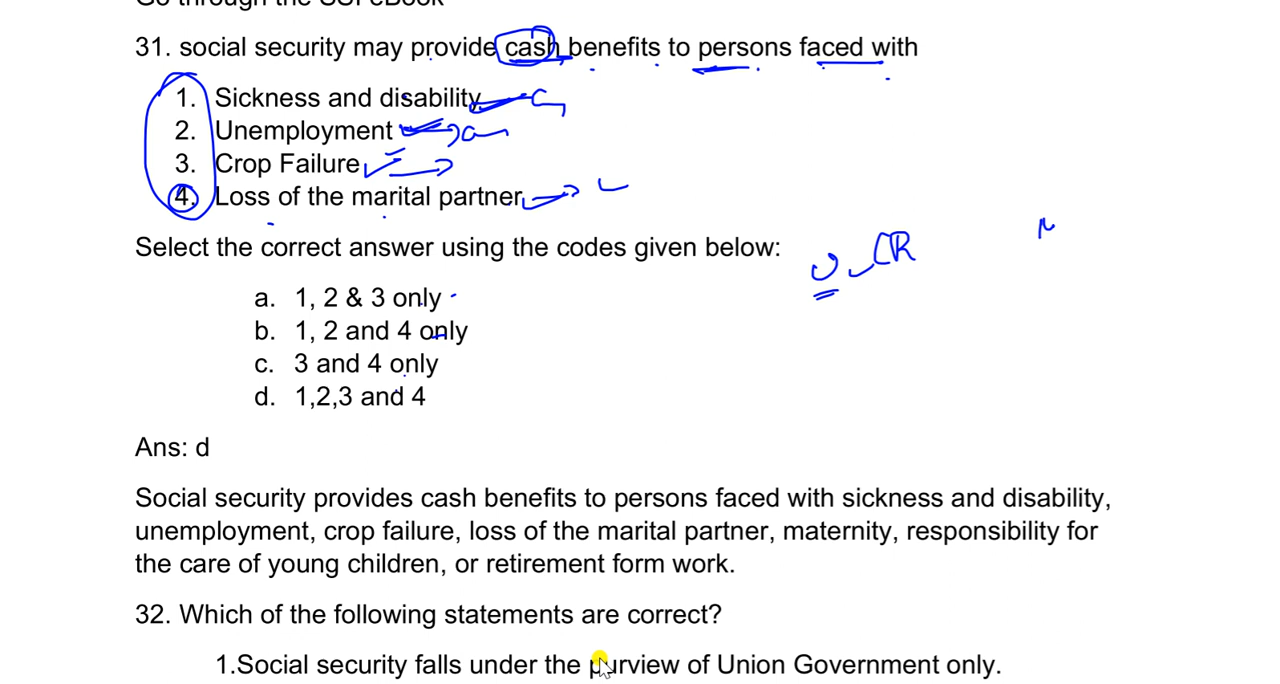 31. social security may provide cash benefits to persons faced with
1. Sickness and disability
2. Unemployment
3. Crop Failure
4. Loss of the marital partner
Select the correct answer using the codes given below:
a. 1, 2 & 3 only
b. 1, 2 and 4 only
c. 3 and 4 only
d. 1,2,3 and 4
Ans: d
Social security provides cash benefits to persons faced with sickness and disability,
unemployment, crop failure, loss of the marital partner, maternity, responsibility for
the care of young children, or retirement form work.
32. Which of the following statements are correct?
1.Social security falls under the purview of Union Government only.